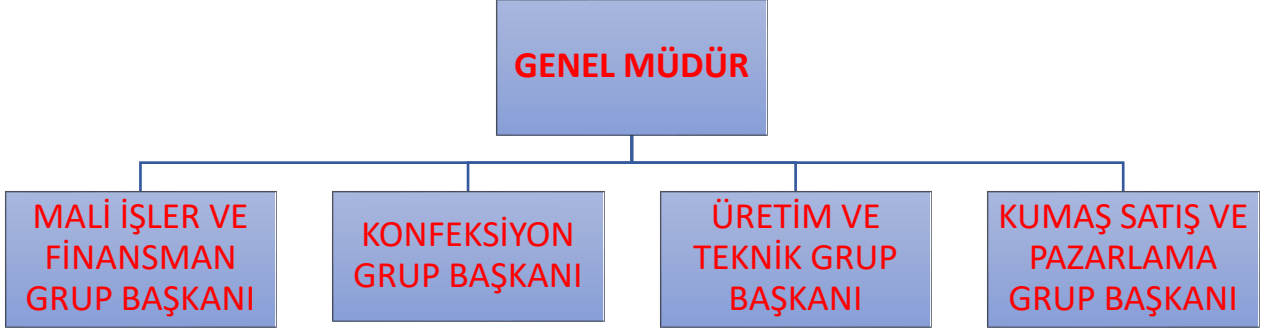 GENEL MÜDÜR
MALİ İŞLER VE
FİNANSMAN
GRUP BAŞKANI
KONFEKSİYON
GRUP BAŞKANI
ÜRETİM VE
TEKNİK GRUP
BAŞKANI
KUMAŞ SATIŞ VE
PAZARLAMA
GRUP BAŞKANI